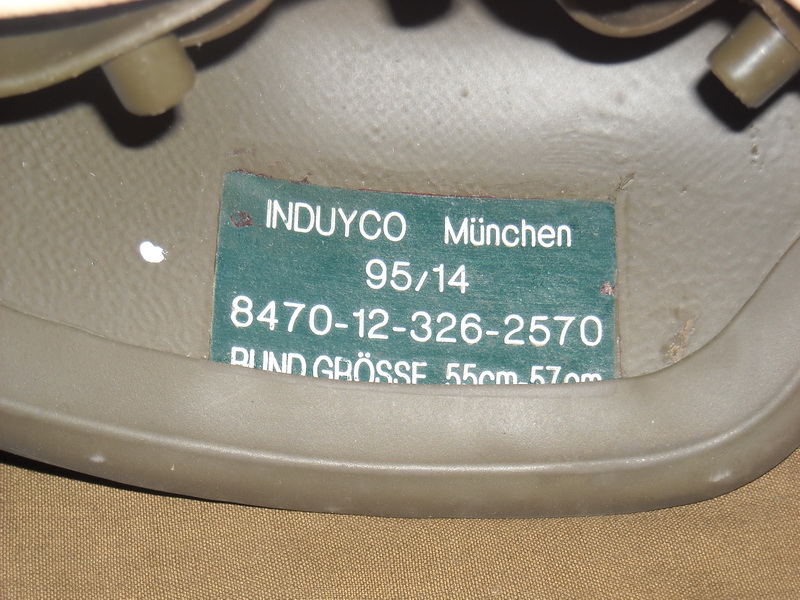 INDUYCO München
95/14
8470-12-326-2570
BUND GRÖSSE 55cm-57cm